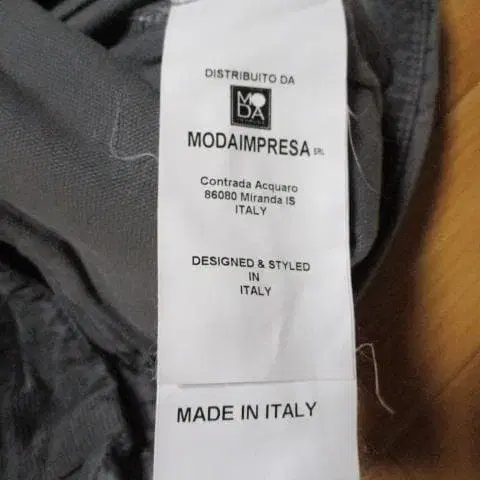 DISTRIBUITO DA
MODA
MODAIMPRESA SRL
Contrada Acquaro
86080 Miranda IS
ITALY
DESIGNED & STYLED
IN
ITALY
MADE IN ITALY